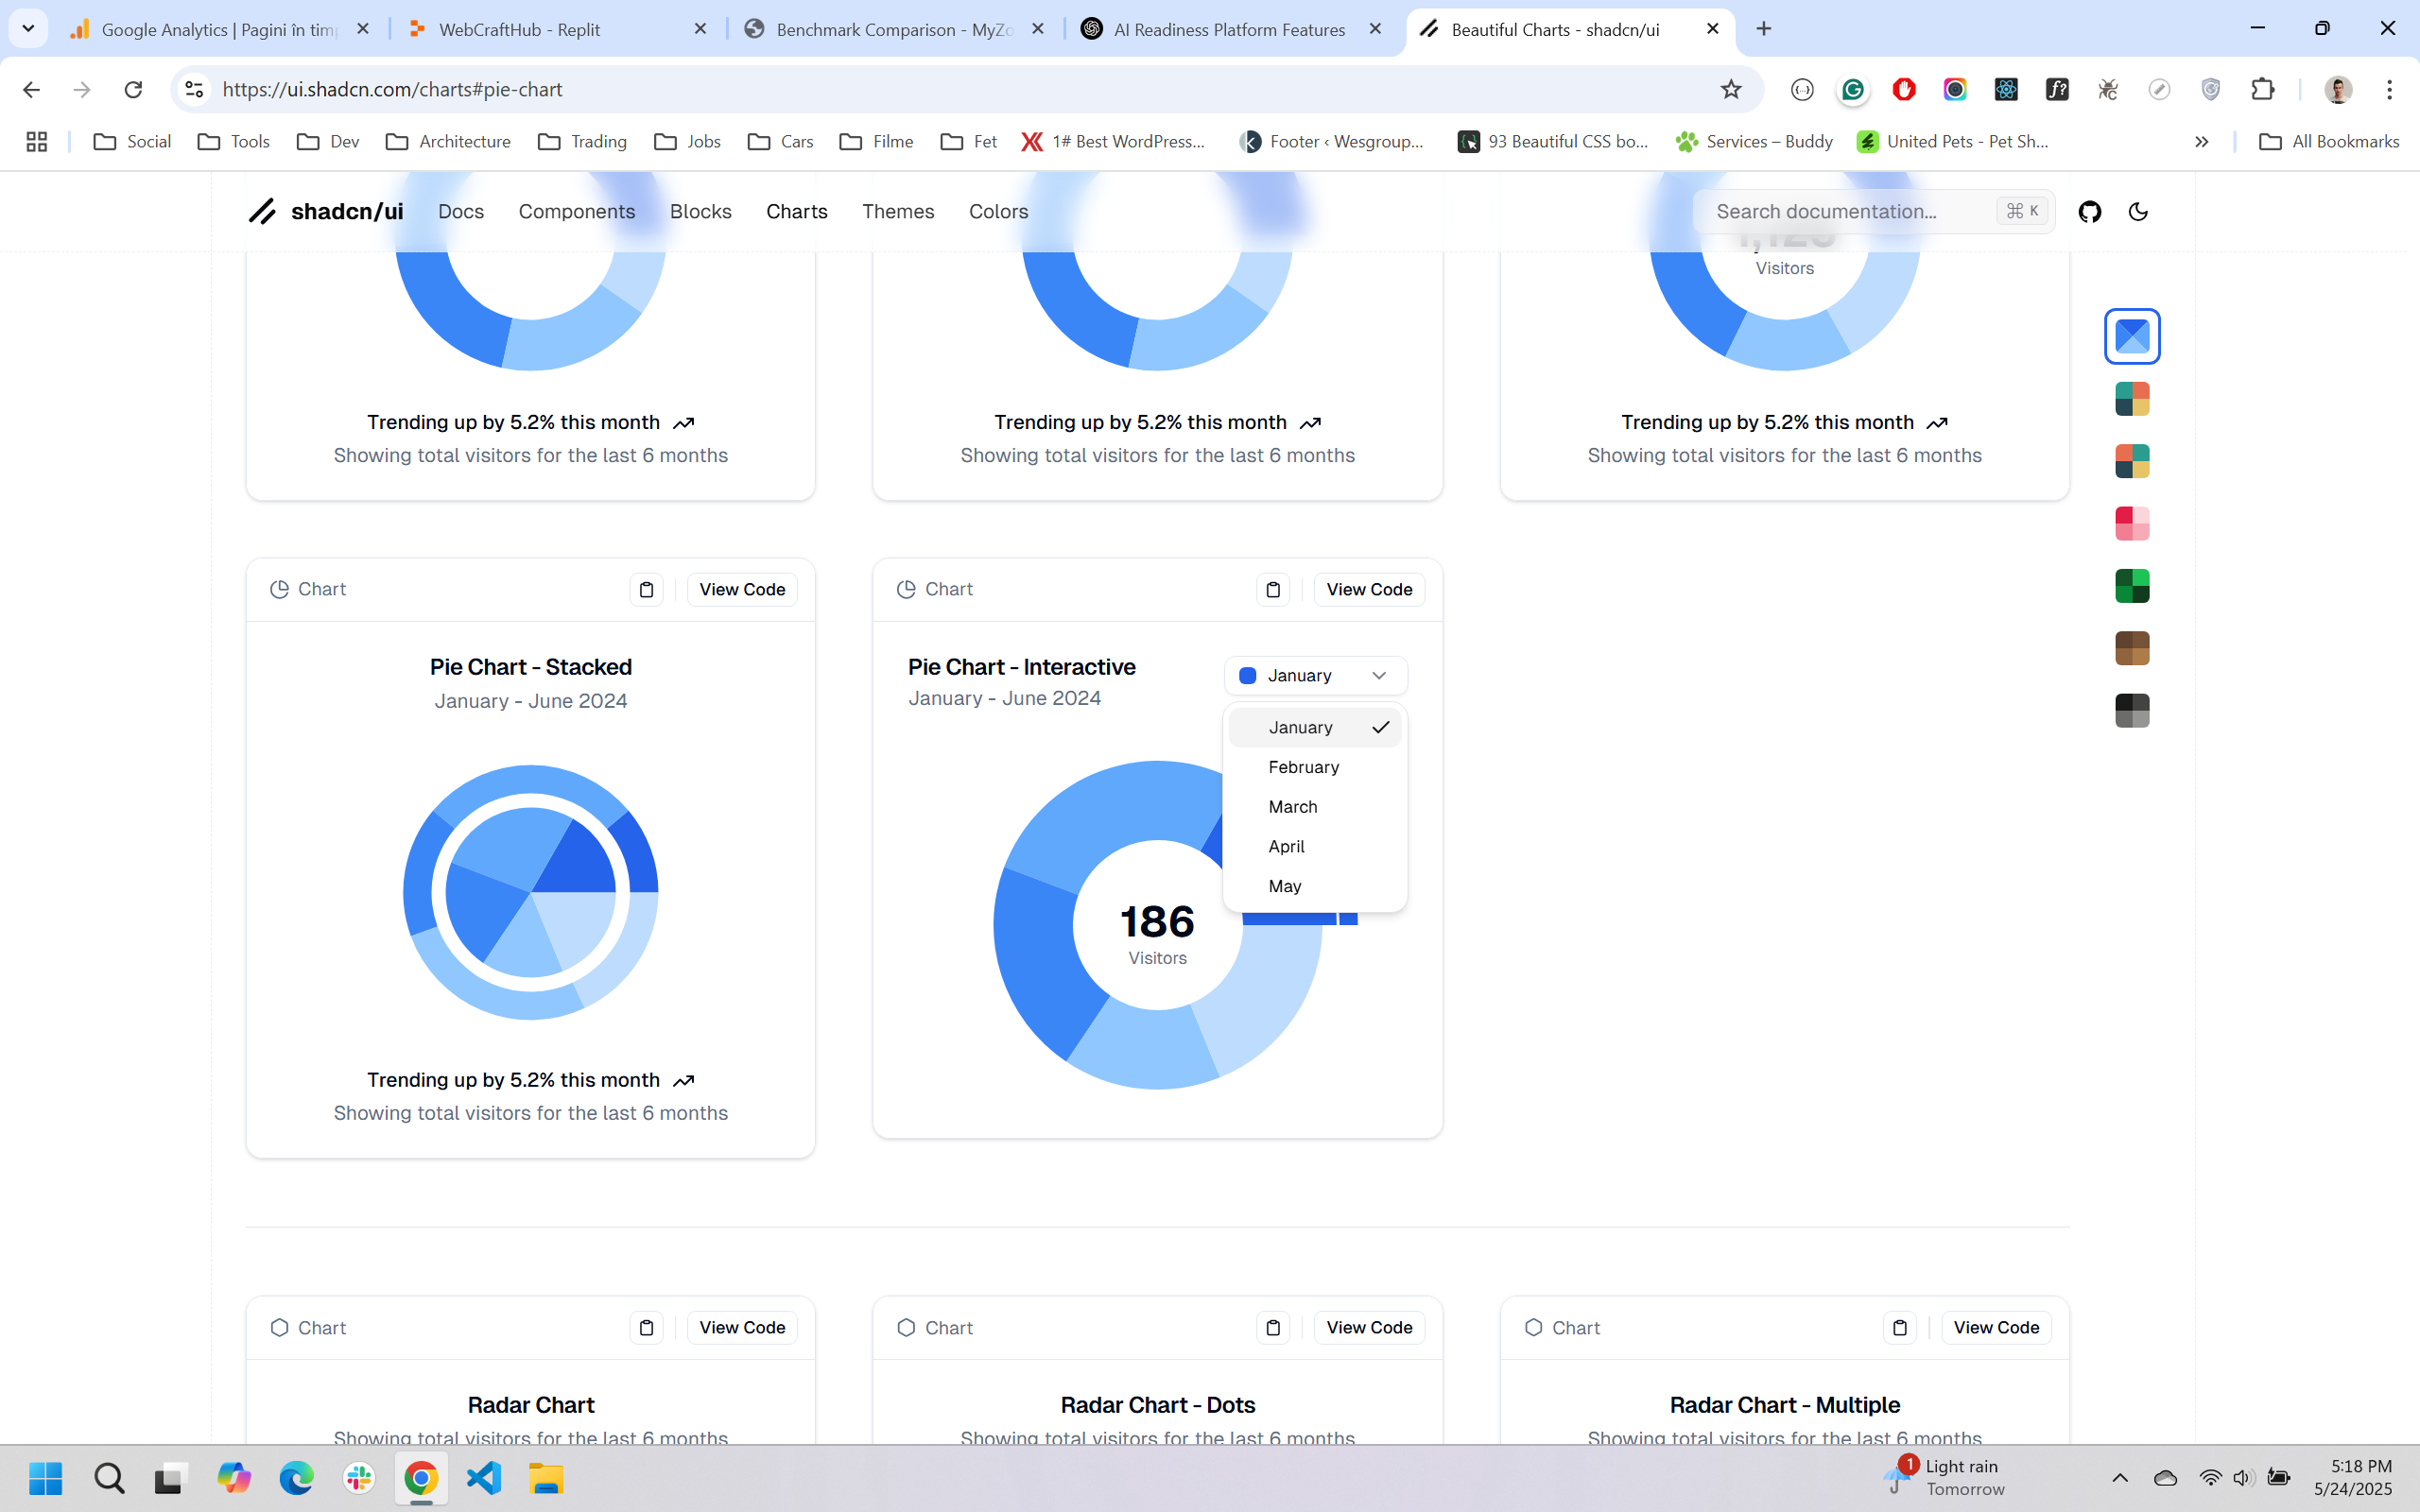 Google Analytics | Pagini în tim
WebCraftHub - Replit
Benchmark Comparison - MyZo
AI Readiness Platform Features
Beautiful Charts - shadcn/ui
https://ui.shadcn.com/charts#pie-chart
Social
Tools
Dev
Architecture
Trading
Jobs
Cars
Filme
Fet
1# Best WordPress...
Footer ‹ Wesgroup...
93 Beautiful CSS bo...
Services – Buddy
United Pets - Pet Sh...
All Bookmarks
shadcn/ui
Docs
Components
Blocks
Charts
Themes
Colors
Search documentation...
⌘ K
1,125
Visitors
Trending up by 5.2% this month
Showing total visitors for the last 6 months
Trending up by 5.2% this month
Showing total visitors for the last 6 months
Trending up by 5.2% this month
Showing total visitors for the last 6 months
Chart
View Code
Pie Chart - Stacked
January - June 2024
Trending up by 5.2% this month
Showing total visitors for the last 6 months
Chart
View Code
Pie Chart - Interactive
January - June 2024
January
January
February
March
April
May
186
Visitors
Chart
View Code
Radar Chart
Showing total visitors for the last 6 months
Chart
View Code
Radar Chart - Dots
Showing total visitors for the last 6 months
Chart
View Code
Radar Chart - Multiple
Showing total visitors for the last 6 months
1
Light rain
Tomorrow
5:18 PM
5/24/2025